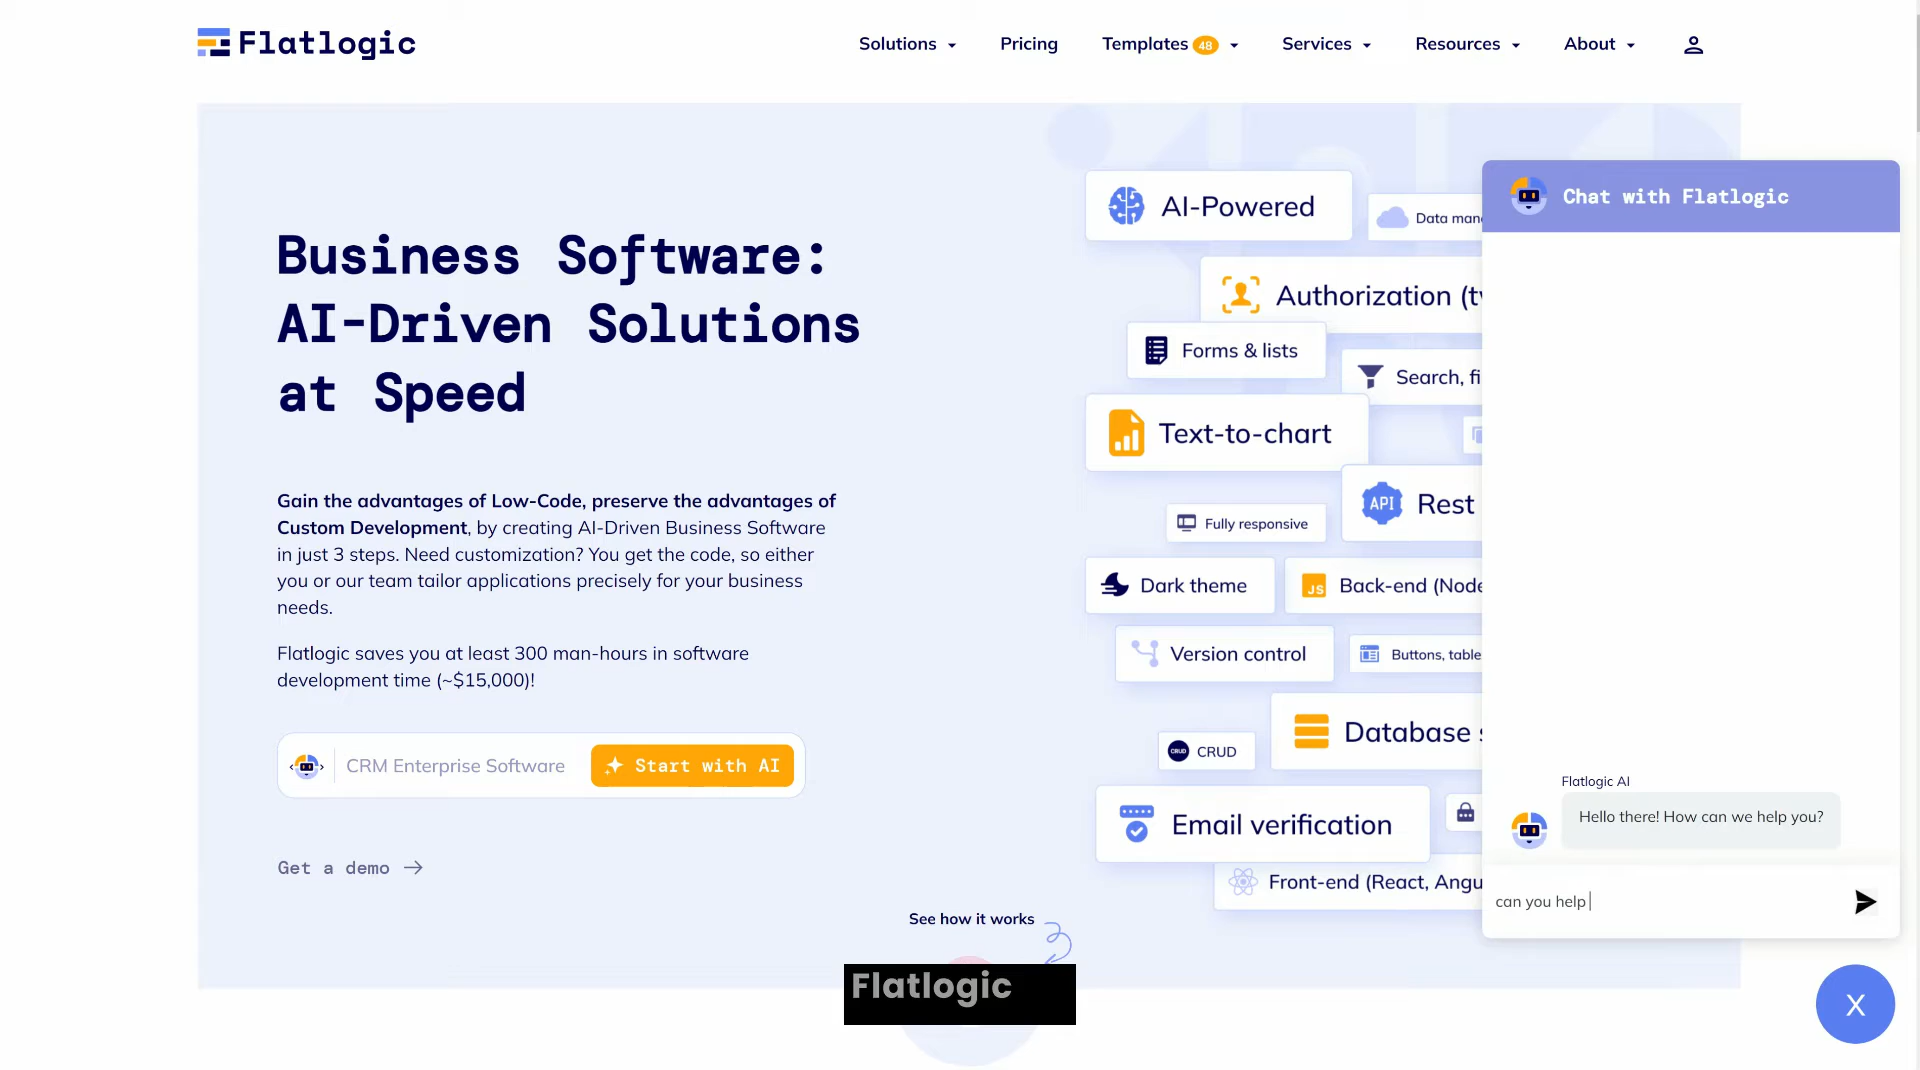 Flatlogic
Solutions
Pricing
Templates 48
Services
Resources
About
Business Software:
AI-Driven Solutions
at Speed
Gain the advantages of Low-Code, preserve the advantages of
Custom Development, by creating AI-Driven Business Software
in just 3 steps. Need customization? You get the code, so either
you or our team tailor applications precisely for your business
needs.
Flatlogic saves you at least 300 man-hours in software
development time (~$15,000)!
CRM Enterprise Software
Start with AI
Get a demo
See how it works
AI-Powered
Data man
Authorization (tw
Forms & lists
Search, fi
Text-to-chart
API
Rest
Fully responsive
Dark theme
JS
Back-end (Node
Version control
Buttons, table
Database s
CRUD
CRUD
Email verification
Front-end (React, Angu
Chat with Flatlogic
Flatlogic AI
Hello there! How can we help you?
can you help
Flatlogic
X